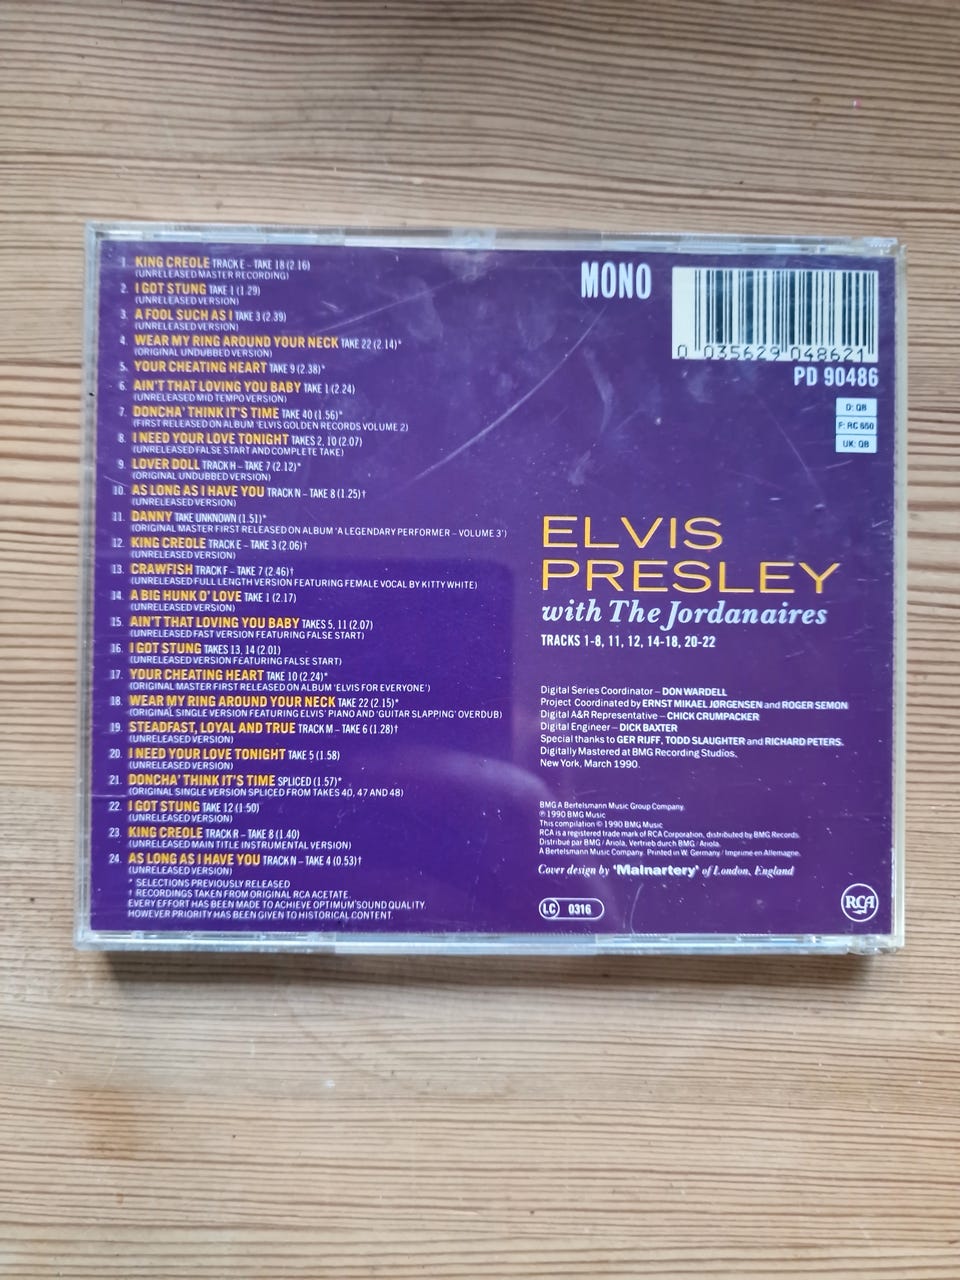 1. KING CREOLE TRACK E – TAKE 18 (2.16)
(UNRELEASED MASTER RECORDING)
2. I GOT STUNG TAKE 1 (1.29)
(UNRELEASED VERSION)
3. A FOOL SUCH AS I TAKE 3 (2.39)
(UNRELEASED VERSION)
4. WEAR MY RING AROUND YOUR NECK TAKE 22 (2.14)*
(ORIGINAL UNDUBBED VERSION)
5. YOUR CHEATING HEART TAKE 9 (2.38)*
(UNRELEASED VERSION)
6. AIN'T THAT LOVING YOU BABY TAKE 1 (2.24)
(UNRELEASED MID TEMPO VERSION)
7. DONCHA' THINK IT'S TIME TAKE 40 (1.56)*
(FIRST RELEASED ON ALBUM 'ELVIS GOLDEN RECORDS VOLUME 2')
8. I NEED YOUR LOVE TONIGHT TAKES 2, 10 (2.07)
(UNRELEASED FALSE START AND COMPLETE TAKE)
9. LOVER DOLL TRACK H – TAKE 7 (2.12)*
(ORIGINAL UNDUBBED VERSION)
10. AS LONG AS I HAVE YOU TRACK N – TAKE 8 (1.25)†
(UNRELEASED VERSION)
11. DANNY TAKE UNKNOWN (1.51)*
(ORIGINAL MASTER FIRST RELEASED ON ALBUM 'A LEGENDARY PERFORMER – VOLUME 3')
12. KING CREOLE TRACK E – TAKE 3 (2.06)†
(UNRELEASED VERSION)
13. CRAWFISH TRACK F – TAKE 7 (2.46)†
(UNRELEASED FULL LENGTH VERSION FEATURING FEMALE VOCAL BY KITTY WHITE)
14. A BIG HUNK O' LOVE TAKE 1 (2.17)
(UNRELEASED VERSION)
15. AIN'T THAT LOVING YOU BABY TAKES 5, 11 (2.07)
(UNRELEASED FAST VERSION FEATURING FALSE START)
16. I GOT STUNG TAKES 13, 14 (2.01)
(UNRELEASED VERSION FEATURING FALSE START)
17. YOUR CHEATING HEART TAKE 10 (2.24)*
(ORIGINAL MASTER FIRST RELEASED ON ALBUM 'ELVIS FOR EVERYONE')
18. WEAR MY RING AROUND YOUR NECK TAKE 22 (2.15)*
(ORIGINAL SINGLE VERSION FEATURING ELVIS' PIANO AND 'GUITAR SLAPPING' OVERDUB)
19. STEADFAST, LOYAL AND TRUE TRACK M – TAKE 6 (1.28)†
(UNRELEASED VERSION)
20. I NEED YOUR LOVE TONIGHT TAKE 5 (1.58)
(UNRELEASED VERSION)
21. DONCHA' THINK IT'S TIME SPLICED (1.57)*
(ORIGINAL SINGLE VERSION SPLICED FROM TAKES 40, 47 AND 48)
22. I GOT STUNG TAKE 12 (1.50)
(UNRELEASED VERSION)
23. KING CREOLE TRACK R – TAKE 8 (1.40)
(UNRELEASED MAIN TITLE INSTRUMENTAL VERSION)
24. AS LONG AS I HAVE YOU TRACK N – TAKE 4 (0.53)†
(UNRELEASED VERSION)
* SELECTIONS PREVIOUSLY RELEASED
† RECORDINGS TAKEN FROM ORIGINAL RCA ACETATE.
EVERY EFFORT HAS BEEN MADE TO ACHIEVE OPTIMUM SOUND QUALITY,
HOWEVER PRIORITY HAS BEEN GIVEN TO HISTORICAL CONTENT.
MONO
0 035629 048621
PD 90486
D: QB
F: RC 650
UK: QB
ELVIS
PRESLEY
with The Jordanaires
TRACKS 1-8, 11, 12, 14-18, 20-22
Digital Series Coordinator – DON WARDELL
Project Coordinated by ERNST MIKAEL JØRGENSEN and ROGER SEMON
Digital A&R Representative – CHICK CRUMPACKER
Digital Engineer – DICK BAXTER
Special thanks to GER RUFF, TODD SLAUGHTER and RICHARD PETERS.
Digitally Mastered at BMG Recording Studios,
New York, March 1990.
BMG A Bertelsmann Music Group Company.
℗ 1990 BMG Music
This compilation © 1990 BMG Music
RCA is a registered trade mark of RCA Corporation, distributed by BMG Records.
Distribué par BMG / Ariola, Vertrieb durch BMG / Ariola.
A Bertelsmann Music Company. Printed in W. Germany / Imprimé en Allemagne.
Cover design by 'Malnartery' of London, England
LC 0316
RCA